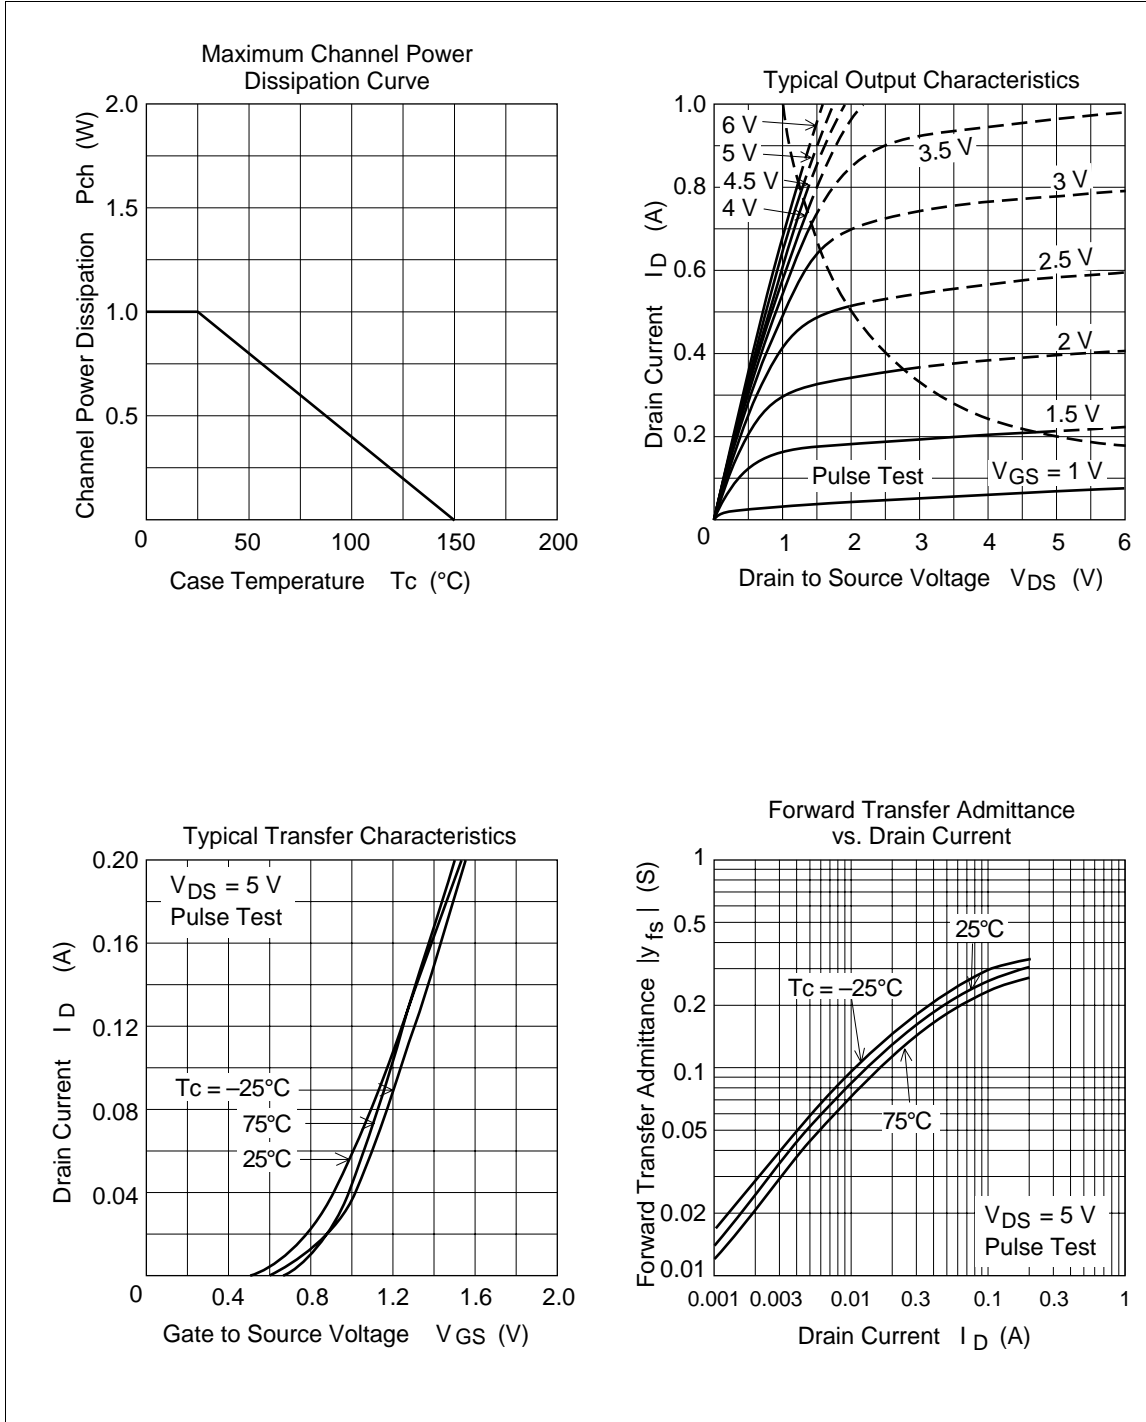 Maximum Channel Power
Dissipation Curve
Channel Power Dissipation Pch (W)
2.0
1.5
1.0
0.5
0 50 100 150 200
Case Temperature Tc (°C)
Typical Output Characteristics
Drain Current I D (A)
1.0
0.8
0.6
0.4
0.2
6 V
5 V
4.5 V
4 V
3.5 V
3 V
2.5 V
2 V
1.5 V
Pulse Test
VGS = 1 V
0 1 2 3 4 5 6
Drain to Source Voltage VDS (V)
Typical Transfer Characteristics
Drain Current I D (A)
0.20
0.16
0.12
0.08
0.04
VDS = 5 V
Pulse Test
Tc = –25°C
75°C
25°C
0 0.4 0.8 1.2 1.6 2.0
Gate to Source Voltage V GS (V)
Forward Transfer Admittance
vs. Drain Current
Forward Transfer Admittance |y fs | (S)
1
0.5
0.2
0.1
0.05
0.02
0.01
25°C
Tc = –25°C
75°C
VDS = 5 V
Pulse Test
0.001 0.003 0.01 0.3 0.1 0.3 1
Drain Current I D (A)